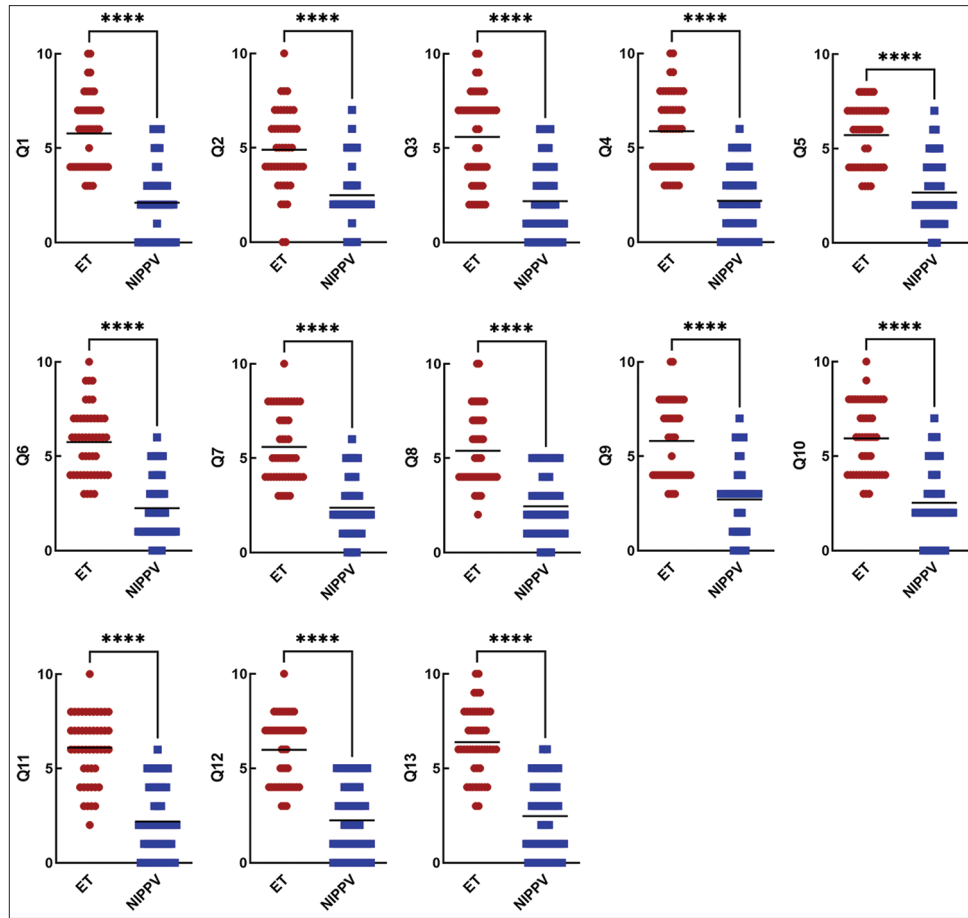 **** **** **** **** ****
10 10 10 10 10
Q1 Q2 Q3 Q4 Q5
5 5 5 5 5
0 0 0 0 0
ET NIPPV ET NIPPV ET NIPPV ET NIPPV ET NIPPV
**** **** **** **** ****
10 10 10 10 10
Q6 Q7 Q8 Q9 Q10
5 5 5 5 5
0 0 0 0 0
ET NIPPV ET NIPPV ET NIPPV ET NIPPV ET NIPPV
**** **** ****
10 10 10
Q11 Q12 Q13
5 5 5
0 0 0
ET NIPPV ET NIPPV ET NIPPV